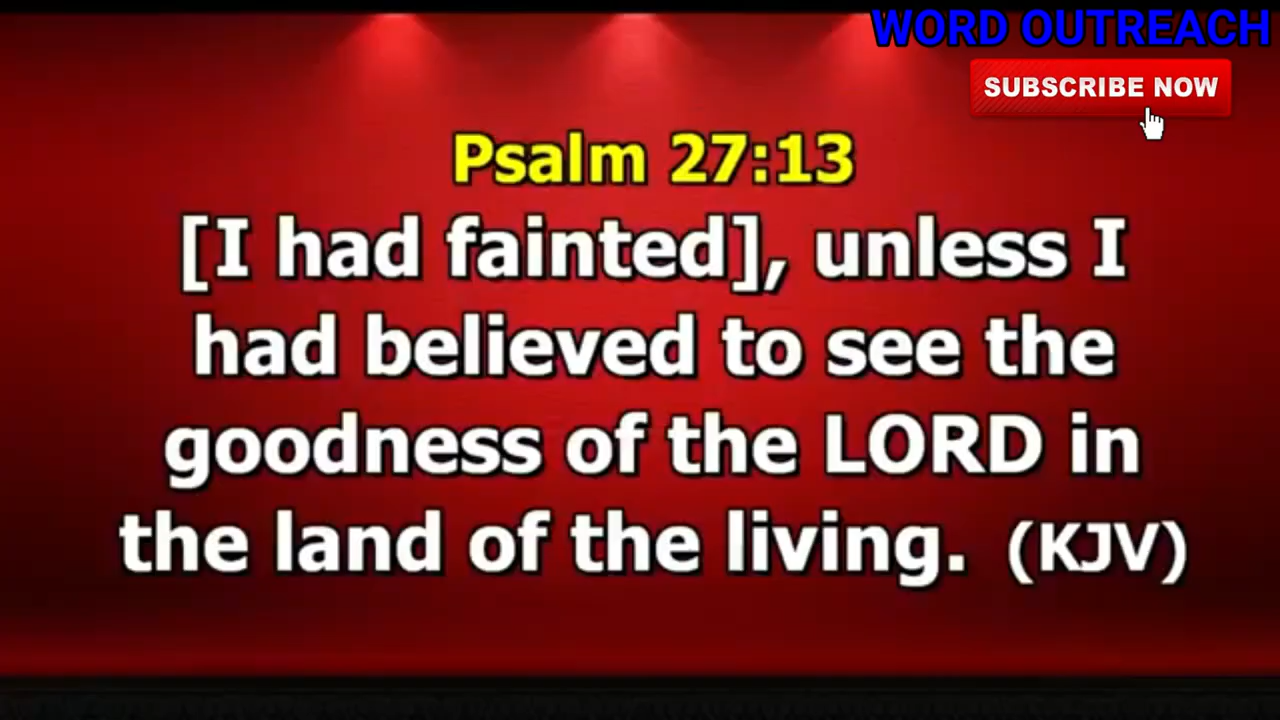 WORD OUTREACH
SUBSCRIBE NOW
Psalm 27:13
[I had fainted], unless I
had believed to see the
goodness of the LORD in
the land of the living. (KJV)